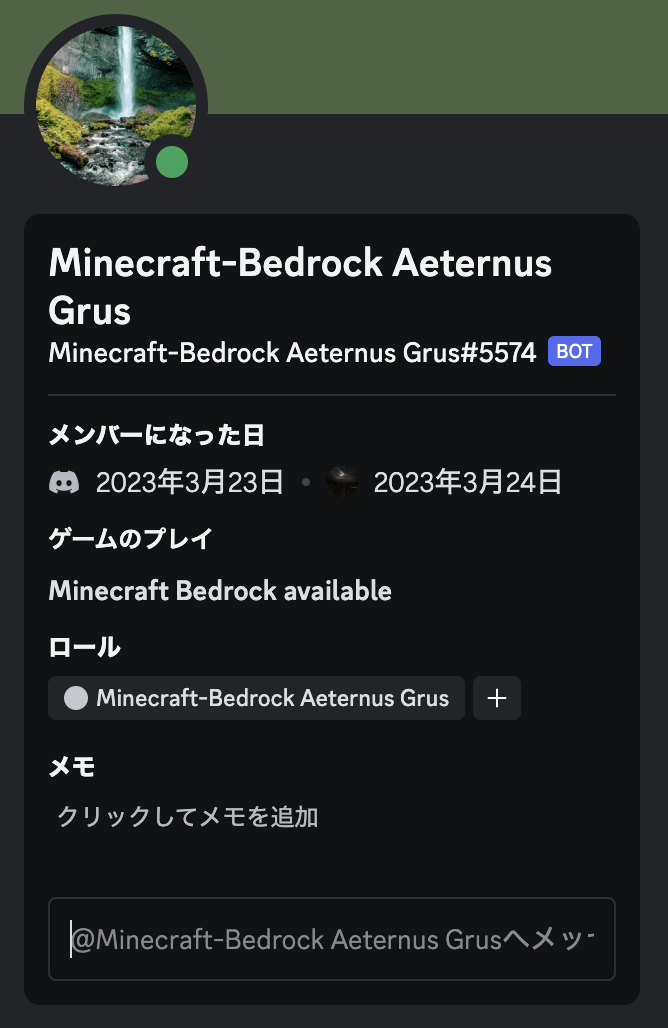 Minecraft-Bedrock Aeternus
Grus
Minecraft-Bedrock Aeternus Grus#5574 BOT
メンバーになった日
2023年3月23日 • 2023年3月24日
ゲームのプレイ
Minecraft Bedrock available
ロール
Minecraft-Bedrock Aeternus Grus +
メモ
クリックしてメモを追加
@Minecraft-Bedrock Aeternus Grusへメッ